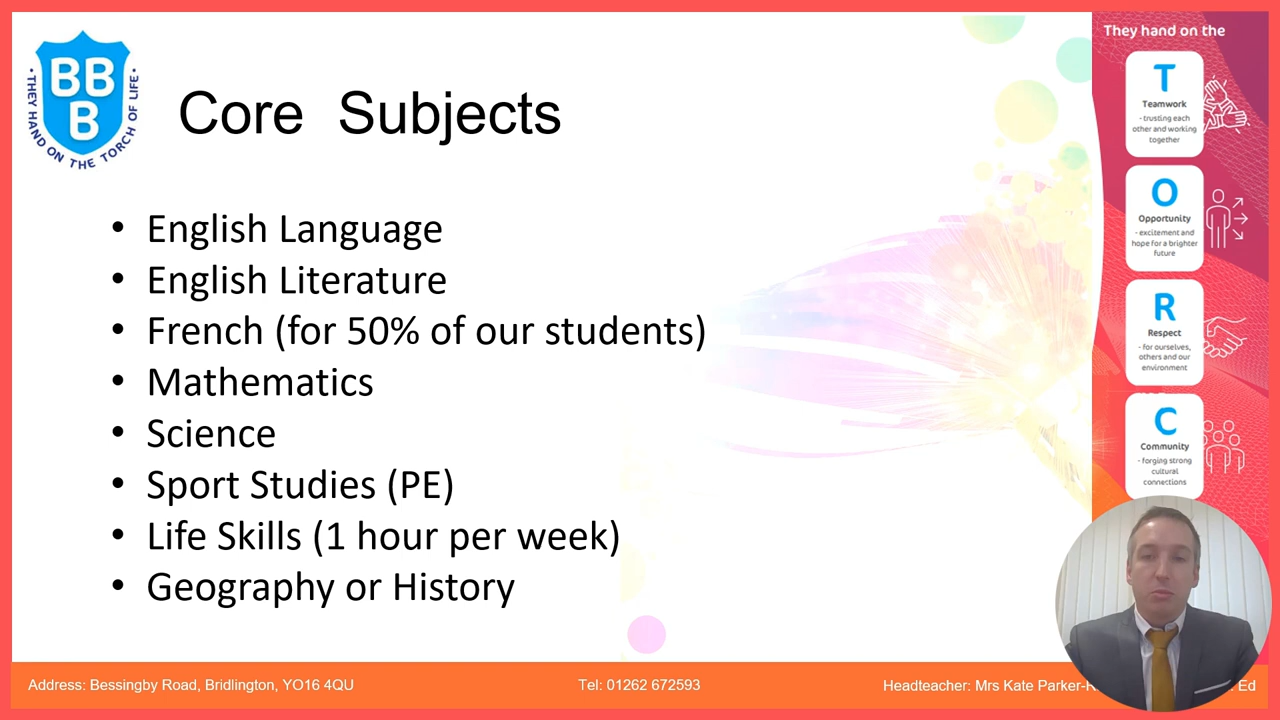 BB
B
• THEY HAND ON THE TORCH OF LIFE •
Core Subjects
• English Language
• English Literature
• French (for 50% of our students)
• Mathematics
• Science
• Sport Studies (PE)
• Life Skills (1 hour per week)
• Geography or History
They hand on the
T
Teamwork
- trusting each
other and working
together
O
Opportunity
- excitement and
hope for a brighter
future
R
Respect
- for ourselves,
others and our
environment
C
Community
- forging strong
cultural
connections
Address: Bessingby Road, Bridlington, YO16 4QU
Tel: 01262 672593
Headteacher: Mrs Kate Parker-
Ed